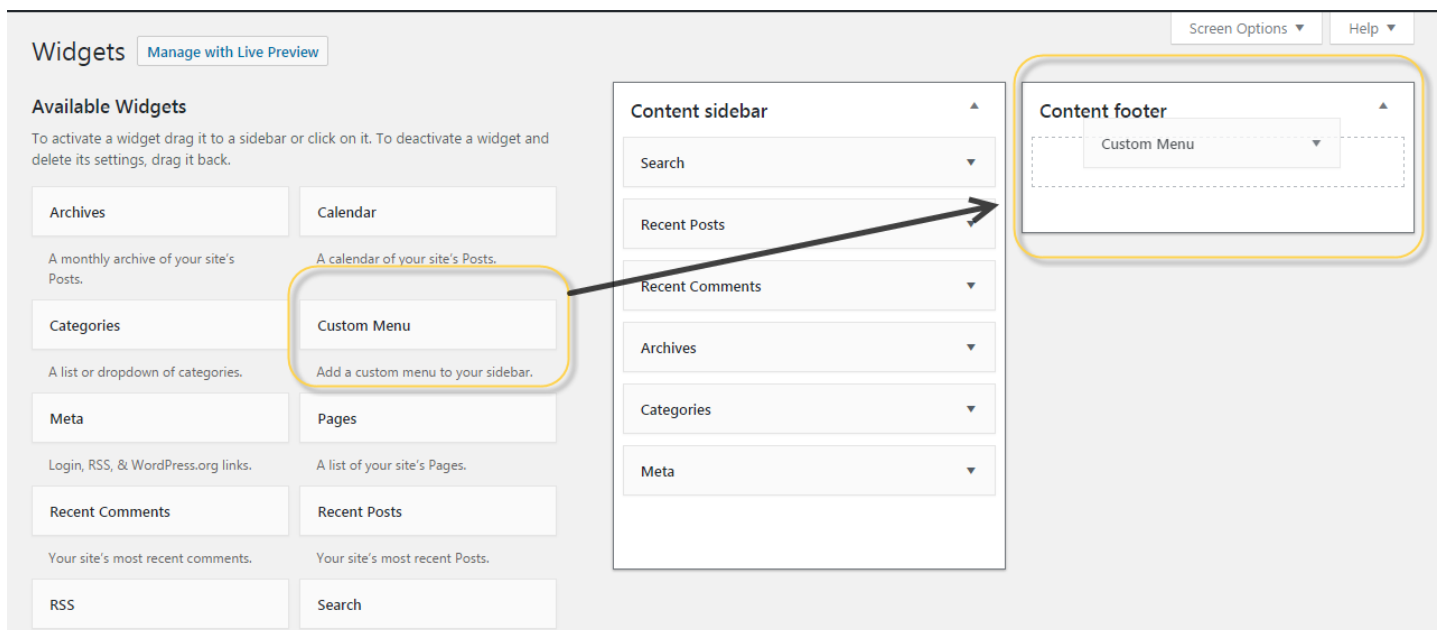 Screen Options ▼
Help ▼
Widgets
Manage with Live Preview
Available Widgets
To activate a widget drag it to a sidebar or click on it. To deactivate a widget and
delete its settings, drag it back.
Archives
Calendar
A monthly archive of your site's
Posts.
A calendar of your site's Posts.
Categories
Custom Menu
A list or dropdown of categories.
Add a custom menu to your sidebar.
Meta
Pages
Login, RSS, & WordPress.org links.
A list of your site's Pages.
Recent Comments
Recent Posts
Your site's most recent comments.
Your site's most recent Posts.
RSS
Search
Content sidebar
Search
Recent Posts
Recent Comments
Archives
Categories
Meta
Content footer
Custom Menu